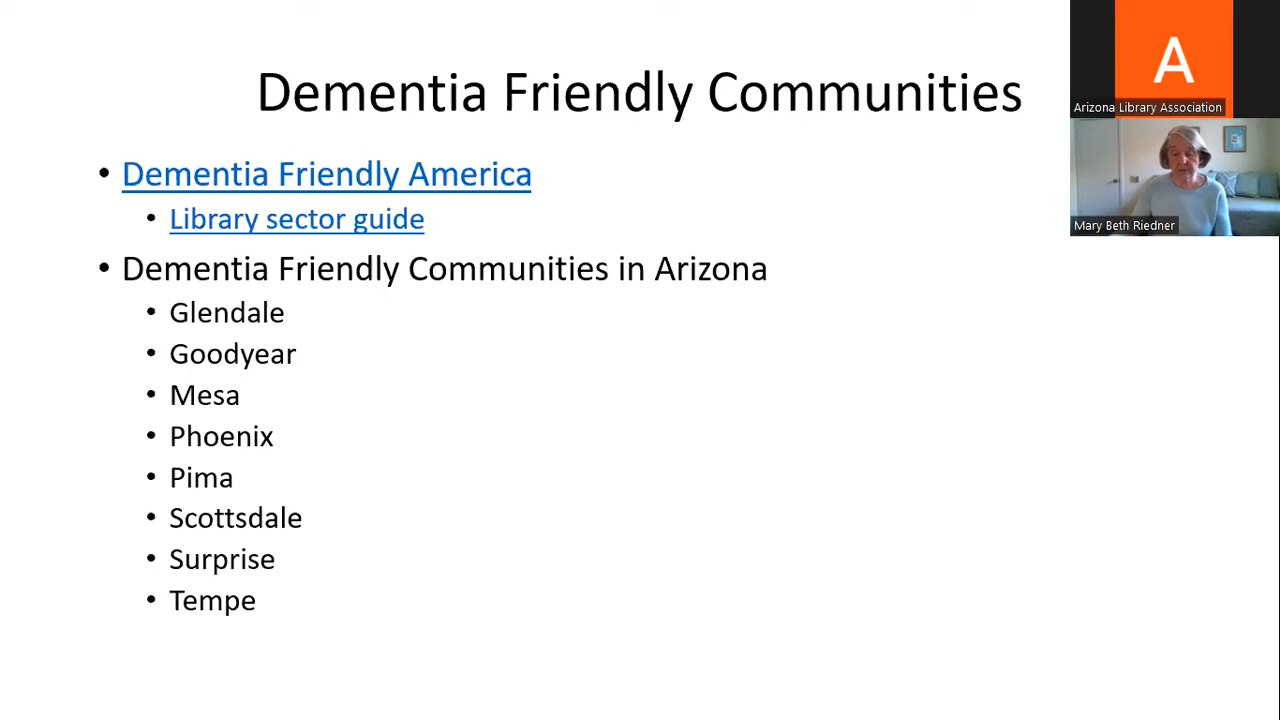 Dementia Friendly Communities
• Dementia Friendly America
• Library sector guide
• Dementia Friendly Communities in Arizona
• Glendale
• Goodyear
• Mesa
• Phoenix
• Pima
• Scottsdale
• Surprise
• Tempe
A
Arizona Library Association
Mary Beth Riedner